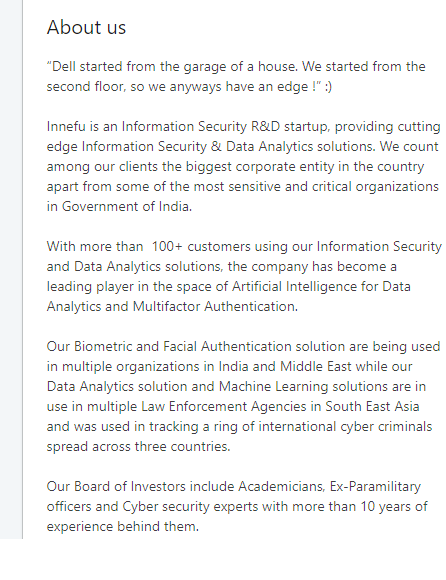 About us
“Dell started from the garage of a house. We started from the
second floor, so we anyways have an edge !” :)
Innefu is an Information Security R&D startup, providing cutting
edge Information Security & Data Analytics solutions. We count
among our clients the biggest corporate entity in the country
apart from some of the most sensitive and critical organizations
in Government of India.
With more than  100+ customers using our Information Security
and Data Analytics solutions, the company has become a
leading player in the space of Artificial Intelligence for Data
Analytics and Multifactor Authentication.
Our Biometric and Facial Authentication solution are being used
in multiple organizations in India and Middle East while our
Data Analytics solution and Machine Learning solutions are in
use in multiple Law Enforcement Agencies in South East Asia
and was used in tracking a ring of international cyber criminals
spread across three countries.
Our Board of Investors include Academicians, Ex-Paramilitary
officers and Cyber security experts with more than 10 years of
experience behind them.